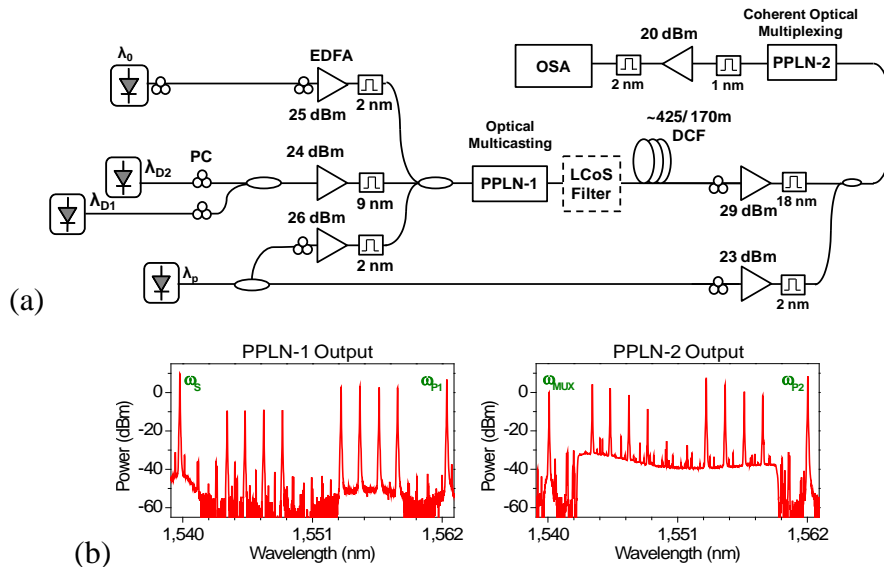 λ0
EDFA
25 dBm
2 nm
20 dBm
Coherent Optical
Multiplexing
OSA
2 nm
1 nm
PPLN-2
λD2
PC
24 dBm
9 nm
λD1
Optical
Multicasting
PPLN-1
LCoS
Filter
~425/ 170m
DCF
29 dBm
18 nm
26 dBm
2 nm
λp
23 dBm
2 nm
(a)
PPLN-1 Output
ωS
ωP1
Power (dBm)
0
-20
-40
-60
1,540
1,551
1,562
Wavelength (nm)
PPLN-2 Output
ωMUX
ωP2
Power (dBm)
0
-20
-40
-60
1,540
1,551
1,562
Wavelength (nm)
(b)